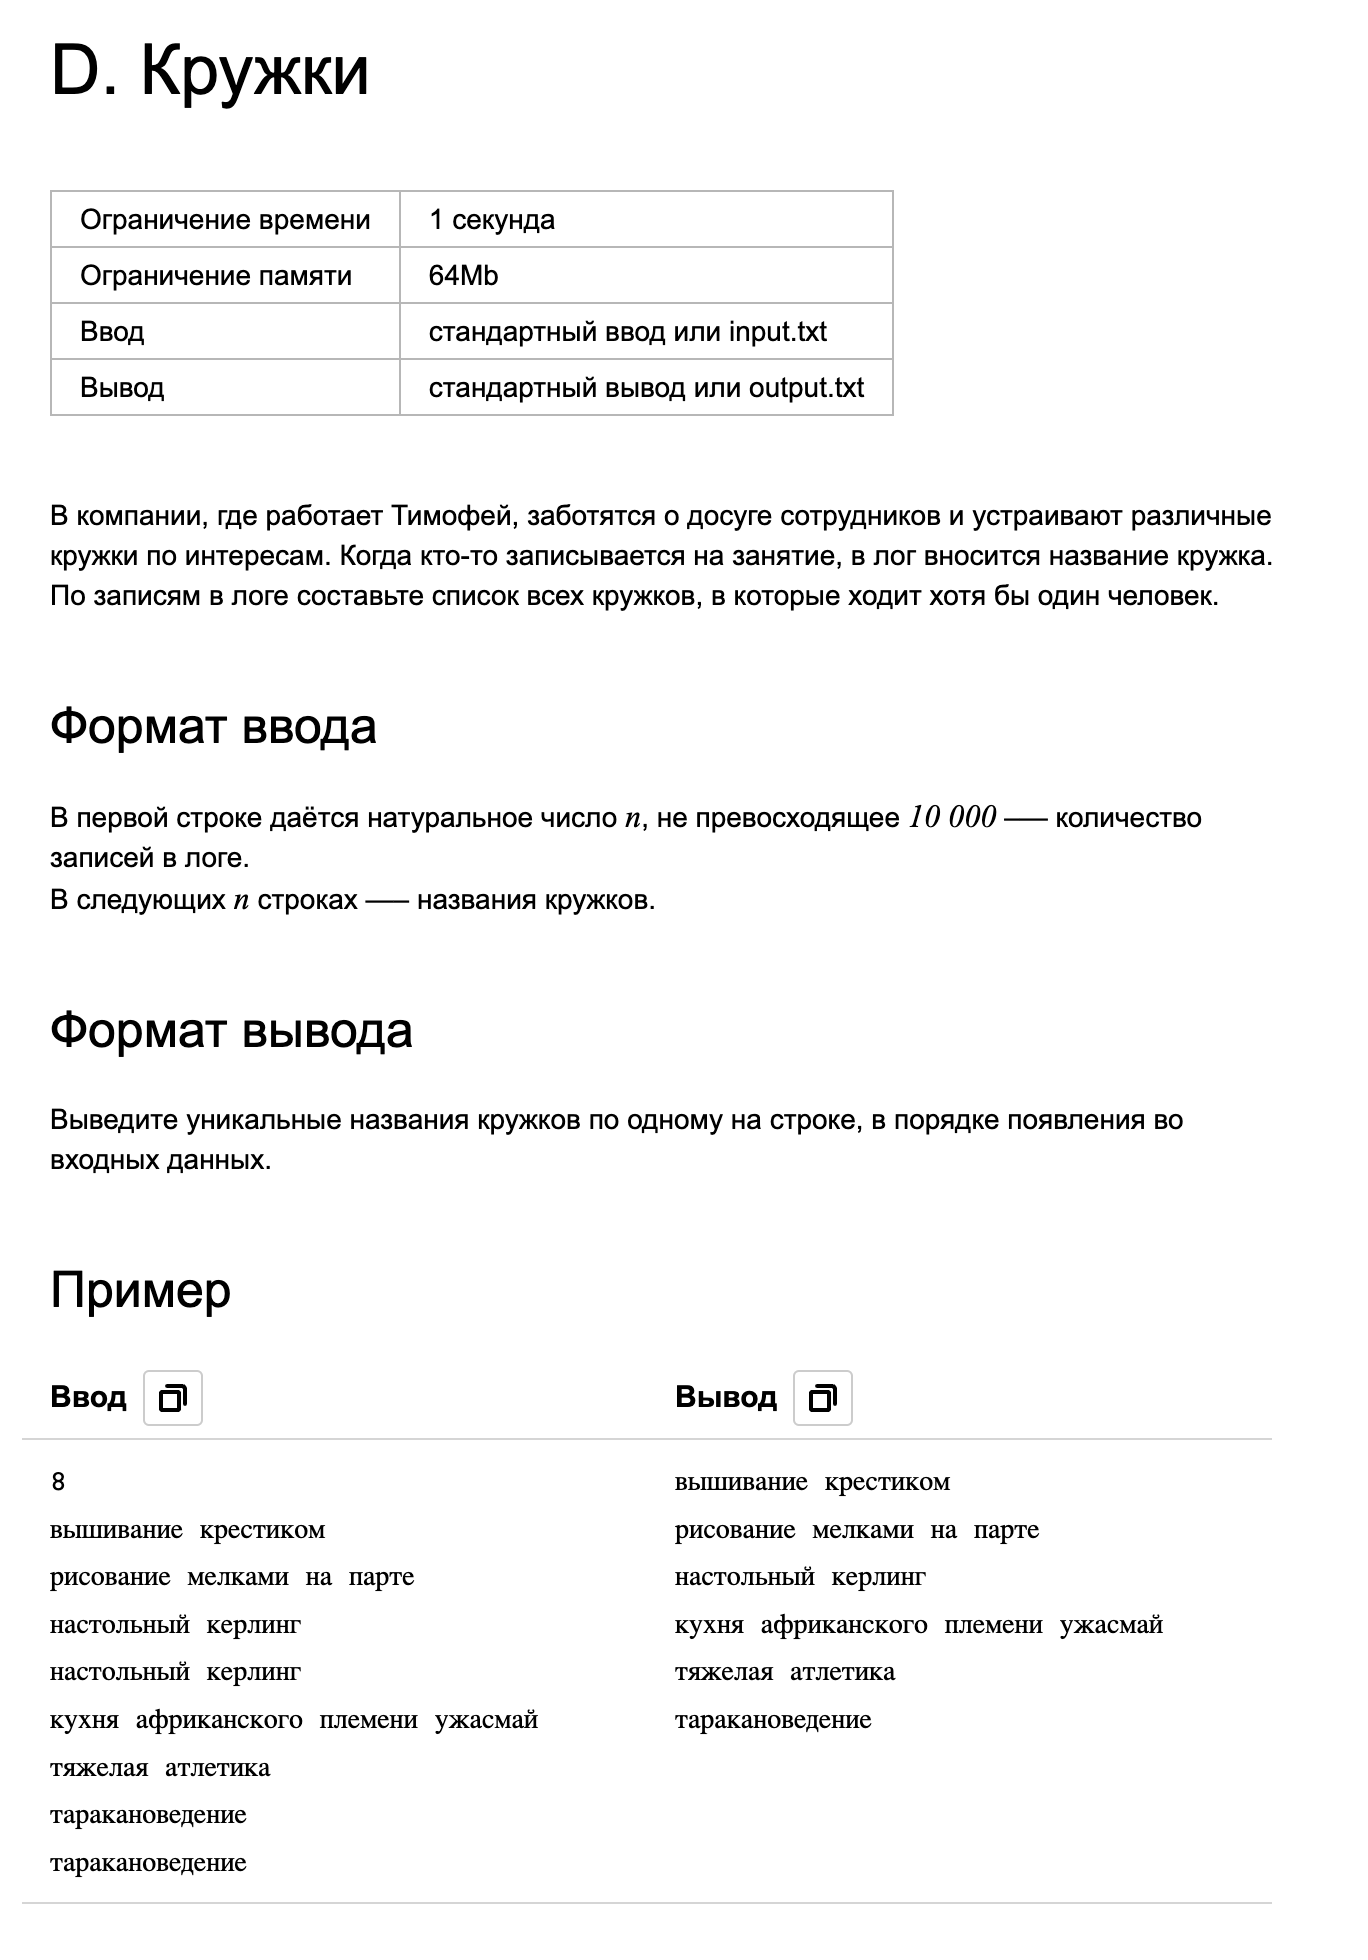 D. Кружки
Ограничение времени 1 секунда
Ограничение памяти 64Mb
Ввод стандартный ввод или input.txt
Вывод стандартный вывод или output.txt
В компании, где работает Тимофей, заботятся о досуге сотрудников и устраивают различные
кружки по интересам. Когда кто-то записывается на занятие, в лог вносится название кружка.
По записям в логе составьте список всех кружков, в которые ходит хотя бы один человек.
Формат ввода
В первой строке даётся натуральное число n, не превосходящее 10 000 —– количество
записей в логе.
В следующих n строках —– названия кружков.
Формат вывода
Выведите уникальные названия кружков по одному на строке, в порядке появления во
входных данных.
Пример
Ввод
8
вышивание крестиком
рисование мелками на парте
настольный керлинг
настольный керлинг
кухня африканского племени ужасмай
тяжелая атлетика
таракановедение
таракановедение
Вывод
вышивание крестиком
рисование мелками на парте
настольный керлинг
кухня африканского племени ужасмай
тяжелая атлетика
таракановедение